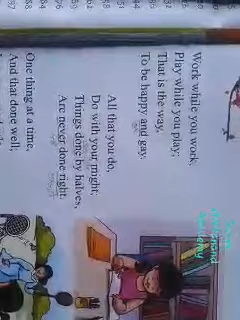 Work while you work,
Play while you play;
That is the way,
To be happy and gay.
All that you do,
Do with your might;
Things done by halves,
Are never done right.
One thing at a time,
And that done well;